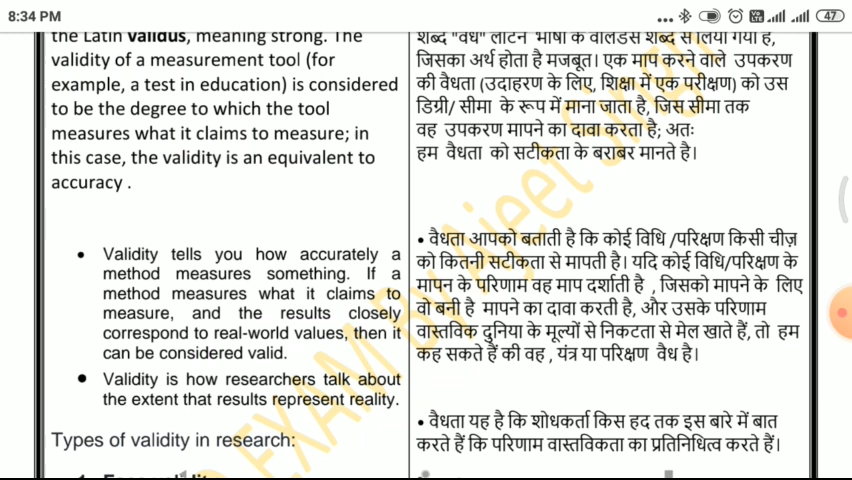 8:34 PM
47
the Latin validus, meaning strong. The
validity of a measurement tool (for
example, a test in education) is considered
to be the degree to which the tool
measures what it claims to measure; in
this case, the validity is an equivalent to
accuracy .
• Validity tells you how accurately a
method measures something. If a
method measures what it claims to
measure, and the results closely
correspond to real-world values, then it
can be considered valid.
• Validity is how researchers talk about
the extent that results represent reality.
Types of validity in research:
शब्द "वैध" लैटिन भाषा के वैलिडस शब्द से लिया गया है,
जिसका अर्थ होता है मजबूत। एक माप करने वाले उपकरण
की वैधता (उदाहरण के लिए, शिक्षा में एक परीक्षण) को उस
डिग्री/ सीमा के रूप में माना जाता है, जिस सीमा तक
वह उपकरण मापने का दावा करता है; अतः
हम वैधता को सटीकता के बराबर मानते है।
• वैधता आपको बताती है कि कोई विधि /परिक्षण किसी चीज़
को कितनी सटीकता से मापती है। यदि कोई विधि/परिक्षण के
मापन के परिणाम वह माप दर्शाती है , जिसको मापने के लिए
वो बनी है मापने का दावा करती है, और उसके परिणाम
वास्तविक दुनिया के मूल्यों से निकटता से मेल खाते हैं, तो हम
कह सकते हैं की वह , यंत्र या परिक्षण वैध है।
• वैधता यह है कि शोधकर्ता किस हद तक इस बारे में बात
करते हैं कि परिणाम वास्तविकता का प्रतिनिधित्व करते हैं।
EXAM By Ajeet Singh